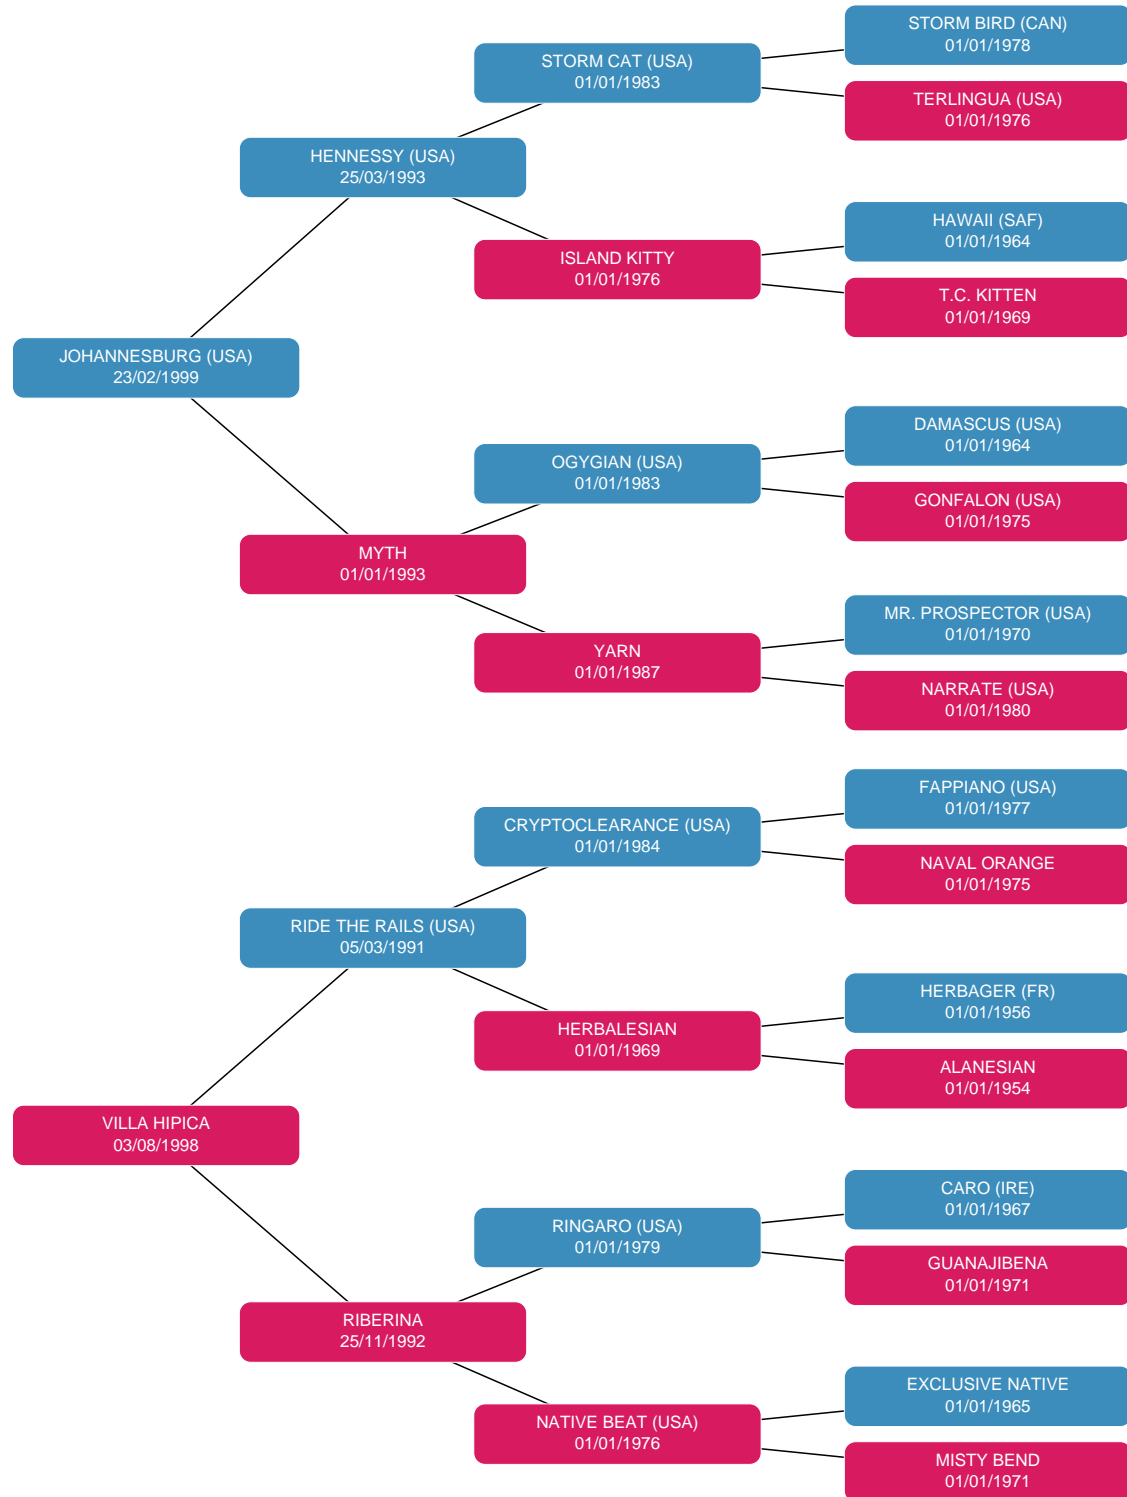 STORM BIRD (CAN)
01/01/1978
STORM CAT (USA)
01/01/1983
TERLINGUA (USA)
01/01/1976
HENNESSY (USA)
25/03/1993
HAWAII (SAF)
01/01/1964
ISLAND KITTY
01/01/1976
T.C. KITTEN
01/01/1969
JOHANNESBURG (USA)
23/02/1999
DAMASCUS (USA)
01/01/1964
OGYGIAN (USA)
01/01/1983
GONFALON (USA)
01/01/1975
MYTH
01/01/1993
MR. PROSPECTOR (USA)
01/01/1970
YARN
01/01/1987
NARRATE (USA)
01/01/1980
FAPPIANO (USA)
01/01/1977
CRYPTOCLEARANCE (USA)
01/01/1984
NAVAL ORANGE
01/01/1975
RIDE THE RAILS (USA)
05/03/1991
HERBAGER (FR)
01/01/1956
HERBALESIAN
01/01/1969
ALANESIAN
01/01/1954
VILLA HIPICA
03/08/1998
CARO (IRE)
01/01/1967
RINGARO (USA)
01/01/1979
GUANAJIBENA
01/01/1971
RIBERINA
25/11/1992
EXCLUSIVE NATIVE
01/01/1965
NATIVE BEAT (USA)
01/01/1976
MISTY BEND
01/01/1971